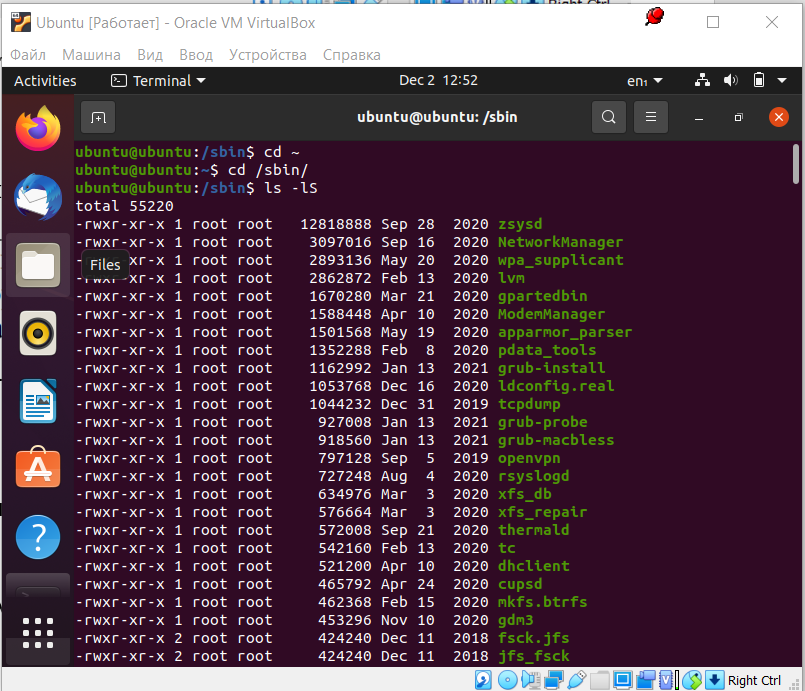 Right Ctrl
Ubuntu [Работает] - Oracle VM VirtualBox
Файл Машина Вид Ввод Устройства Справка
Activities Terminal Dec 2 12:52 en₁
ubuntu@ubuntu: /sbin
ubuntu@ubuntu:/sbin$ cd ~
ubuntu@ubuntu:~$ cd /sbin/
ubuntu@ubuntu:/sbin$ ls -lS
total 55220
-rwxr-xr-x 1 root root 12818888 Sep 28 2020 zsysd
-rwxr-xr-x 1 root root 3097016 Sep 16 2020 NetworkManager
-rwxr-xr-x 1 root root 2893136 May 20 2020 wpa_supplicant
Files
-rwxr-xr-x 1 root root 2862872 Feb 13 2020 lvm
-rwxr-xr-x 1 root root 1670280 Mar 21 2020 gpartedbin
-rwxr-xr-x 1 root root 1588448 Apr 10 2020 ModemManager
-rwxr-xr-x 1 root root 1501568 May 19 2020 apparmor_parser
-rwxr-xr-x 1 root root 1352288 Feb 8 2020 pdata_tools
-rwxr-xr-x 1 root root 1162992 Jan 13 2021 grub-install
-rwxr-xr-x 1 root root 1053768 Dec 16 2020 ldconfig.real
-rwxr-xr-x 1 root root 1044232 Dec 31 2019 tcpdump
-rwxr-xr-x 1 root root 927008 Jan 13 2021 grub-probe
-rwxr-xr-x 1 root root 918560 Jan 13 2021 grub-macbless
-rwxr-xr-x 1 root root 797128 Sep 5 2019 openvpn
-rwxr-xr-x 1 root root 727248 Aug 4 2020 rsyslogd
-rwxr-xr-x 1 root root 634976 Mar 3 2020 xfs_db
-rwxr-xr-x 1 root root 576664 Mar 3 2020 xfs_repair
-rwxr-xr-x 1 root root 572008 Sep 21 2020 thermald
-rwxr-xr-x 1 root root 542160 Feb 13 2020 tc
-rwxr-xr-x 1 root root 521200 Apr 10 2020 dhclient
-rwxr-xr-x 1 root root 465792 Apr 24 2020 cupsd
-rwxr-xr-x 1 root root 462368 Feb 15 2020 mkfs.btrfs
-rwxr-xr-x 1 root root 453296 Nov 10 2020 gdm3
-rwxr-xr-x 2 root root 424240 Dec 11 2018 fsck.jfs
-rwxr-xr-x 2 root root 424240 Dec 11 2018 jfs_fsck
Right Ctrl